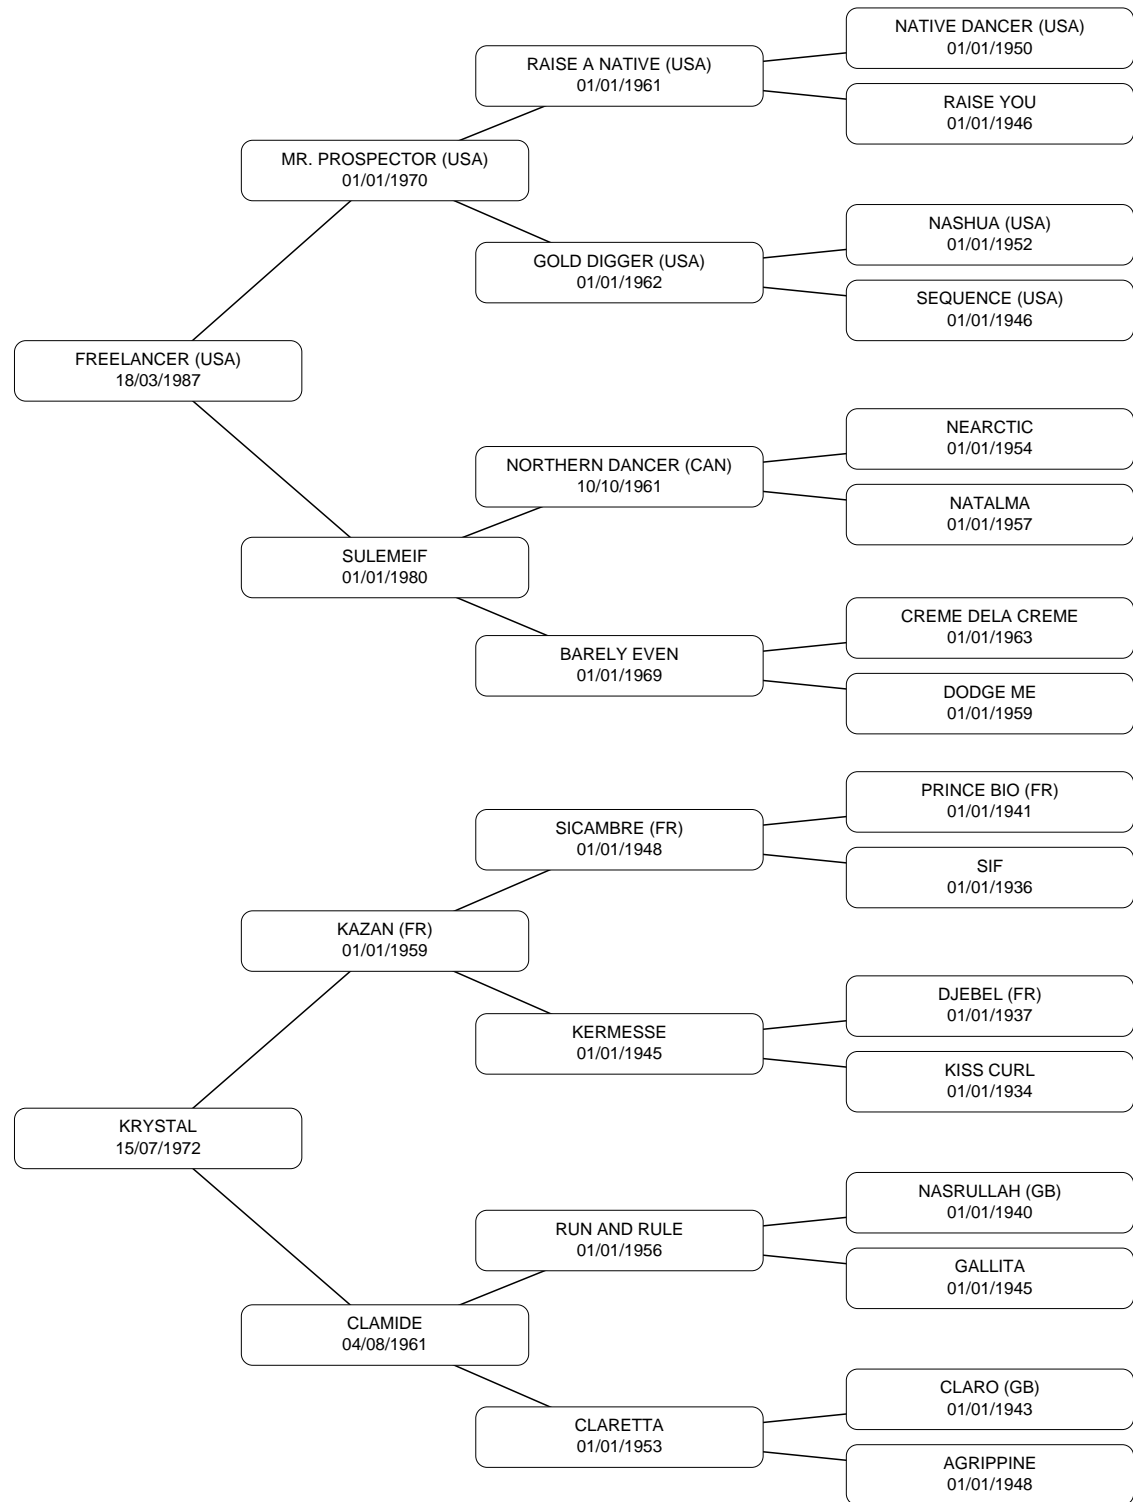 NATIVE DANCER (USA)
01/01/1950
RAISE A NATIVE (USA)
01/01/1961
RAISE YOU
01/01/1946
MR. PROSPECTOR (USA)
01/01/1970
NASHUA (USA)
01/01/1952
GOLD DIGGER (USA)
01/01/1962
SEQUENCE (USA)
01/01/1946
FREELANCER (USA)
18/03/1987
NEARCTIC
01/01/1954
NORTHERN DANCER (CAN)
10/10/1961
NATALMA
01/01/1957
SULEMEIF
01/01/1980
CREME DELA CREME
01/01/1963
BARELY EVEN
01/01/1969
DODGE ME
01/01/1959
PRINCE BIO (FR)
01/01/1941
SICAMBRE (FR)
01/01/1948
SIF
01/01/1936
KAZAN (FR)
01/01/1959
DJEBEL (FR)
01/01/1937
KERMESSE
01/01/1945
KISS CURL
01/01/1934
KRYSTAL
15/07/1972
NASRULLAH (GB)
01/01/1940
RUN AND RULE
01/01/1956
GALLITA
01/01/1945
CLAMIDE
04/08/1961
CLARO (GB)
01/01/1943
CLARETTA
01/01/1953
AGRIPPINE
01/01/1948